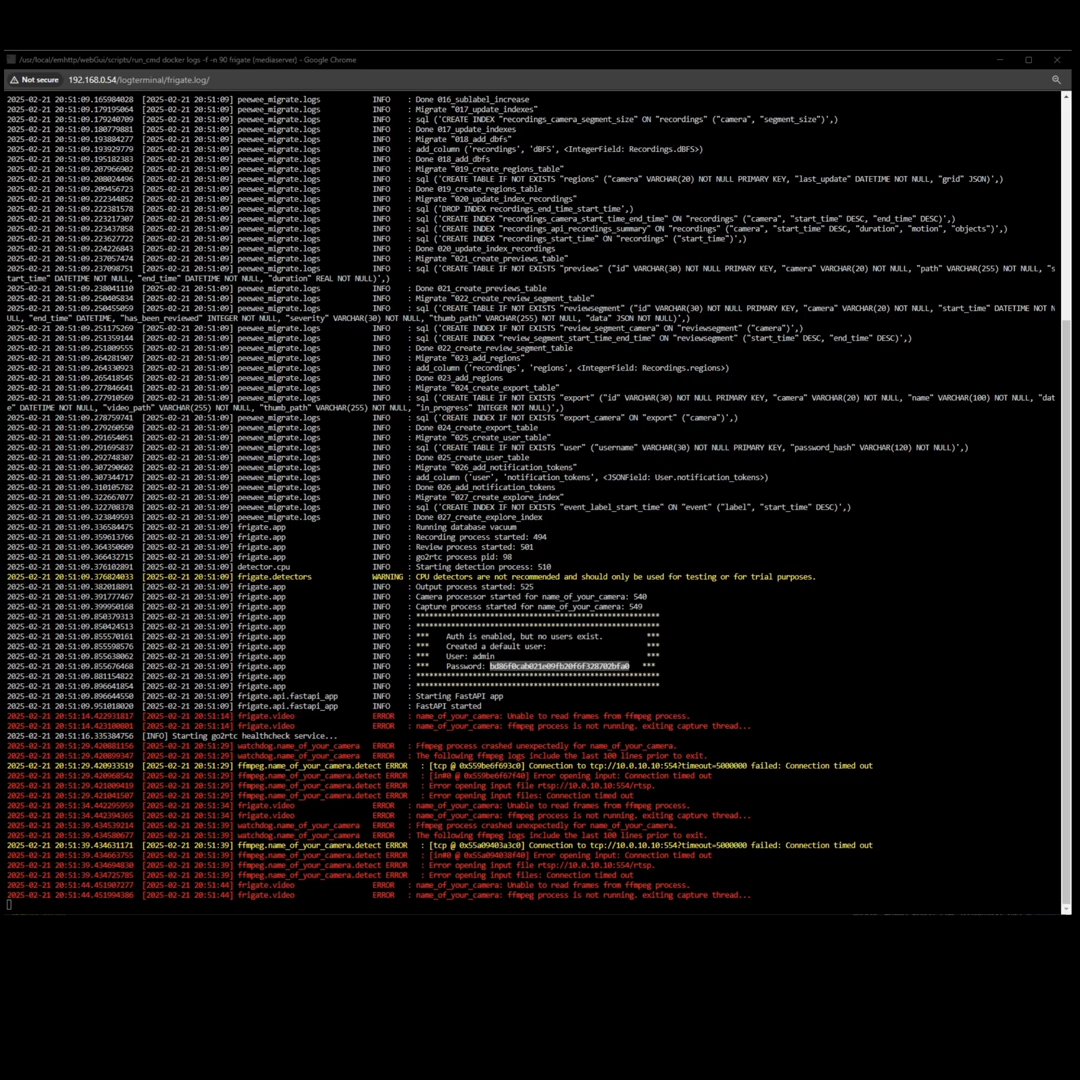 /usr/local/emhttp/webGui/scripts/run_cmd docker logs -f -n 90 frigate (mediaserver) - Google Chrome
Not secure 192.168.0.54/logterminal/frigate.log/
2025-02-21 20:51:09.165984028 [2025-02-21 20:51:09] peewee_migrate.logs INFO : Done 016_sublabel_increase
2025-02-21 20:51:09.179195064 [2025-02-21 20:51:09] peewee_migrate.logs INFO : Migrate "017_update_indexes"
2025-02-21 20:51:09.179240709 [2025-02-21 20:51:09] peewee_migrate.logs INFO : sql ('CREATE INDEX "recordings_camera_segment_size" ON "recordings" ("camera", "segment_size")',)
2025-02-21 20:51:09.180779881 [2025-02-21 20:51:09] peewee_migrate.logs INFO : Done 017_update_indexes
2025-02-21 20:51:09.193884277 [2025-02-21 20:51:09] peewee_migrate.logs INFO : Migrate "018_add_dbfs"
2025-02-21 20:51:09.193929779 [2025-02-21 20:51:09] peewee_migrate.logs INFO : add_column ('recordings', 'dBFS', <IntegerField: Recordings.dBFS>)
2025-02-21 20:51:09.195182383 [2025-02-21 20:51:09] peewee_migrate.logs INFO : Done 018_add_dbfs
2025-02-21 20:51:09.207966902 [2025-02-21 20:51:09] peewee_migrate.logs INFO : Migrate "019_create_regions_table"
2025-02-21 20:51:09.208024496 [2025-02-21 20:51:09] peewee_migrate.logs INFO : sql ('CREATE TABLE IF NOT EXISTS "regions" ("camera" VARCHAR(20) NOT NULL PRIMARY KEY, "last_update" DATETIME NOT NULL, "grid" JSON)',)
2025-02-21 20:51:09.209456723 [2025-02-21 20:51:09] peewee_migrate.logs INFO : Done 019_create_regions_table
2025-02-21 20:51:09.222344852 [2025-02-21 20:51:09] peewee_migrate.logs INFO : Migrate "020_update_index_recordings"
2025-02-21 20:51:09.222381578 [2025-02-21 20:51:09] peewee_migrate.logs INFO : sql ('DROP INDEX recordings_end_time_start_time',)
2025-02-21 20:51:09.223217307 [2025-02-21 20:51:09] peewee_migrate.logs INFO : sql ('CREATE INDEX "recordings_camera_start_time_end_time" ON "recordings" ("camera", "start_time" DESC, "end_time" DESC)',)
2025-02-21 20:51:09.223437858 [2025-02-21 20:51:09] peewee_migrate.logs INFO : sql ('CREATE INDEX "recordings_api_recordings_summary" ON "recordings" ("camera", "start_time" DESC, "duration", "motion", "objects")',)
2025-02-21 20:51:09.223627722 [2025-02-21 20:51:09] peewee_migrate.logs INFO : sql ('CREATE INDEX "recordings_start_time" ON "recordings" ("start_time")',)
2025-02-21 20:51:09.224226843 [2025-02-21 20:51:09] peewee_migrate.logs INFO : Done 020_update_index_recordings
2025-02-21 20:51:09.237057474 [2025-02-21 20:51:09] peewee_migrate.logs INFO : Migrate "021_create_previews_table"
2025-02-21 20:51:09.237098751 [2025-02-21 20:51:09] peewee_migrate.logs INFO : sql ('CREATE TABLE IF NOT EXISTS "previews" ("id" VARCHAR(30) NOT NULL PRIMARY KEY, "camera" VARCHAR(20) NOT NULL, "path" VARCHAR(255) NOT NULL, "s
tart_time" DATETIME NOT NULL, "end_time" DATETIME NOT NULL, "duration" REAL NOT NULL)',)
2025-02-21 20:51:09.238041110 [2025-02-21 20:51:09] peewee_migrate.logs INFO : Done 021_create_previews_table
2025-02-21 20:51:09.250405834 [2025-02-21 20:51:09] peewee_migrate.logs INFO : Migrate "022_create_review_segment_table"
2025-02-21 20:51:09.250455059 [2025-02-21 20:51:09] peewee_migrate.logs INFO : sql ('CREATE TABLE IF NOT EXISTS "reviewsegment" ("id" VARCHAR(30) NOT NULL PRIMARY KEY, "camera" VARCHAR(20) NOT NULL, "start_time" DATETIME NOT N
ULL, "end_time" DATETIME, "has_been_reviewed" INTEGER NOT NULL, "severity" VARCHAR(30) NOT NULL, "thumb_path" VARCHAR(255) NOT NULL, "data" JSON NOT NULL)',)
2025-02-21 20:51:09.251175269 [2025-02-21 20:51:09] peewee_migrate.logs INFO : sql ('CREATE INDEX IF NOT EXISTS "review_segment_camera" ON "reviewsegment" ("camera")',)
2025-02-21 20:51:09.251359144 [2025-02-21 20:51:09] peewee_migrate.logs INFO : sql ('CREATE INDEX IF NOT EXISTS "review_segment_start_time_end_time" ON "reviewsegment" ("start_time" DESC, "end_time" DESC)',)
2025-02-21 20:51:09.251809555 [2025-02-21 20:51:09] peewee_migrate.logs INFO : Done 022_create_review_segment_table
2025-02-21 20:51:09.264281907 [2025-02-21 20:51:09] peewee_migrate.logs INFO : Migrate "023_add_regions"
2025-02-21 20:51:09.264330923 [2025-02-21 20:51:09] peewee_migrate.logs INFO : add_column ('recordings', 'regions', <IntegerField: Recordings.regions>)
2025-02-21 20:51:09.265418545 [2025-02-21 20:51:09] peewee_migrate.logs INFO : Done 023_add_regions
2025-02-21 20:51:09.277846641 [2025-02-21 20:51:09] peewee_migrate.logs INFO : Migrate "024_create_export_table"
2025-02-21 20:51:09.277910569 [2025-02-21 20:51:09] peewee_migrate.logs INFO : sql ('CREATE TABLE IF NOT EXISTS "export" ("id" VARCHAR(30) NOT NULL PRIMARY KEY, "camera" VARCHAR(20) NOT NULL, "name" VARCHAR(100) NOT NULL, "dat
e" DATETIME NOT NULL, "video_path" VARCHAR(255) NOT NULL, "thumb_path" VARCHAR(255) NOT NULL, "in_progress" INTEGER NOT NULL)',)
2025-02-21 20:51:09.278759741 [2025-02-21 20:51:09] peewee_migrate.logs INFO : sql ('CREATE INDEX IF NOT EXISTS "export_camera" ON "export" ("camera")',)
2025-02-21 20:51:09.279260550 [2025-02-21 20:51:09] peewee_migrate.logs INFO : Done 024_create_export_table
2025-02-21 20:51:09.291654051 [2025-02-21 20:51:09] peewee_migrate.logs INFO : Migrate "025_create_user_table"
2025-02-21 20:51:09.291695837 [2025-02-21 20:51:09] peewee_migrate.logs INFO : sql ('CREATE TABLE IF NOT EXISTS "user" ("username" VARCHAR(30) NOT NULL PRIMARY KEY, "password_hash" VARCHAR(120) NOT NULL)',)
2025-02-21 20:51:09.292748307 [2025-02-21 20:51:09] peewee_migrate.logs INFO : Done 025_create_user_table
2025-02-21 20:51:09.307290602 [2025-02-21 20:51:09] peewee_migrate.logs INFO : Migrate "026_add_notification_tokens"
2025-02-21 20:51:09.307344717 [2025-02-21 20:51:09] peewee_migrate.logs INFO : add_column ('user', 'notification_tokens', <JSONField: User.notification_tokens>)
2025-02-21 20:51:09.310105782 [2025-02-21 20:51:09] peewee_migrate.logs INFO : Done 026_add_notification_tokens
2025-02-21 20:51:09.322667077 [2025-02-21 20:51:09] peewee_migrate.logs INFO : Migrate "027_create_explore_index"
2025-02-21 20:51:09.322708378 [2025-02-21 20:51:09] peewee_migrate.logs INFO : sql ('CREATE INDEX IF NOT EXISTS "event_label_start_time" ON "event" ("label", "start_time" DESC)',)
2025-02-21 20:51:09.323849593 [2025-02-21 20:51:09] peewee_migrate.logs INFO : Done 027_create_explore_index
2025-02-21 20:51:09.336584475 [2025-02-21 20:51:09] frigate.app INFO : Running database vacuum
2025-02-21 20:51:09.359613766 [2025-02-21 20:51:09] frigate.app INFO : Recording process started: 494
2025-02-21 20:51:09.364350609 [2025-02-21 20:51:09] frigate.app INFO : Review process started: 501
2025-02-21 20:51:09.366432715 [2025-02-21 20:51:09] frigate.app INFO : go2rtc process pid: 98
2025-02-21 20:51:09.376102891 [2025-02-21 20:51:09] detector.cpu INFO : Starting detection process: 510
2025-02-21 20:51:09.376824033 [2025-02-21 20:51:09] frigate.detectors WARNING : CPU detectors are not recommended and should only be used for testing or for trial purposes.
2025-02-21 20:51:09.382018891 [2025-02-21 20:51:09] frigate.app INFO : Output process started: 525
2025-02-21 20:51:09.391777467 [2025-02-21 20:51:09] frigate.app INFO : Camera processor started for name_of_your_camera: 540
2025-02-21 20:51:09.399950168 [2025-02-21 20:51:09] frigate.app INFO : Capture process started for name_of_your_camera: 549
2025-02-21 20:51:09.850379313 [2025-02-21 20:51:09] frigate.app INFO : ********************************************************
2025-02-21 20:51:09.850424513 [2025-02-21 20:51:09] frigate.app INFO : ********************************************************
2025-02-21 20:51:09.855570161 [2025-02-21 20:51:09] frigate.app INFO : *** Auth is enabled, but no users exist. ***
2025-02-21 20:51:09.855598576 [2025-02-21 20:51:09] frigate.app INFO : *** Created a default user: ***
2025-02-21 20:51:09.855638062 [2025-02-21 20:51:09] frigate.app INFO : *** User: admin ***
2025-02-21 20:51:09.855676468 [2025-02-21 20:51:09] frigate.app INFO : *** Password: bd86f0cab021e09fb20f6f328702bfa0 ***
2025-02-21 20:51:09.881154822 [2025-02-21 20:51:09] frigate.app INFO : ********************************************************
2025-02-21 20:51:09.896641854 [2025-02-21 20:51:09] frigate.app INFO : ********************************************************
2025-02-21 20:51:09.896644550 [2025-02-21 20:51:09] frigate.api.fastapi_app INFO : Starting FastAPI app
2025-02-21 20:51:09.951018020 [2025-02-21 20:51:09] frigate.api.fastapi_app INFO : FastAPI started
2025-02-21 20:51:14.422931817 [2025-02-21 20:51:14] frigate.video ERROR : name_of_your_camera: Unable to read frames from ffmpeg process.
2025-02-21 20:51:14.423100801 [2025-02-21 20:51:14] frigate.video ERROR : name_of_your_camera: ffmpeg process is not running. exiting capture thread...
2025-02-21 20:51:16.335384756 [INFO] Starting go2rtc healthcheck service...
2025-02-21 20:51:29.420881156 [2025-02-21 20:51:29] watchdog.name_of_your_camera ERROR : Ffmpeg process crashed unexpectedly for name_of_your_camera.
2025-02-21 20:51:29.420899347 [2025-02-21 20:51:29] watchdog.name_of_your_camera ERROR : The following ffmpeg logs include the last 100 lines prior to exit.
2025-02-21 20:51:29.420933519 [2025-02-21 20:51:29] ffmpeg.name_of_your_camera.detect ERROR : [tcp @ 0x559be6f693c0] Connection to tcp://10.0.10.10:554?timeout=5000000 failed: Connection timed out
2025-02-21 20:51:29.420968542 [2025-02-21 20:51:29] ffmpeg.name_of_your_camera.detect ERROR : [in#0 @ 0x559be6f67f40] Error opening input: Connection timed out
2025-02-21 20:51:29.421009419 [2025-02-21 20:51:29] ffmpeg.name_of_your_camera.detect ERROR : Error opening input file rtsp://10.0.10.10:554/rtsp.
2025-02-21 20:51:29.421041507 [2025-02-21 20:51:29] ffmpeg.name_of_your_camera.detect ERROR : Error opening input files: Connection timed out
2025-02-21 20:51:34.442295959 [2025-02-21 20:51:34] frigate.video ERROR : name_of_your_camera: Unable to read frames from ffmpeg process.
2025-02-21 20:51:34.442394365 [2025-02-21 20:51:34] frigate.video ERROR : name_of_your_camera: ffmpeg process is not running. exiting capture thread...
2025-02-21 20:51:39.434539214 [2025-02-21 20:51:39] watchdog.name_of_your_camera ERROR : Ffmpeg process crashed unexpectedly for name_of_your_camera.
2025-02-21 20:51:39.434580677 [2025-02-21 20:51:39] watchdog.name_of_your_camera ERROR : The following ffmpeg logs include the last 100 lines prior to exit.
2025-02-21 20:51:39.434631171 [2025-02-21 20:51:39] ffmpeg.name_of_your_camera.detect ERROR : [tcp @ 0x55a09403a3c0] Connection to tcp://10.0.10.10:554?timeout=5000000 failed: Connection timed out
2025-02-21 20:51:39.434663755 [2025-02-21 20:51:39] ffmpeg.name_of_your_camera.detect ERROR : [in#0 @ 0x55a094038f40] Error opening input: Connection timed out
2025-02-21 20:51:39.434694830 [2025-02-21 20:51:39] ffmpeg.name_of_your_camera.detect ERROR : Error opening input file rtsp://10.0.10.10:554/rtsp.
2025-02-21 20:51:39.434725785 [2025-02-21 20:51:39] ffmpeg.name_of_your_camera.detect ERROR : Error opening input files: Connection timed out
2025-02-21 20:51:44.451907277 [2025-02-21 20:51:44] frigate.video ERROR : name_of_your_camera: Unable to read frames from ffmpeg process.
2025-02-21 20:51:44.451994386 [2025-02-21 20:51:44] frigate.video ERROR : name_of_your_camera: ffmpeg process is not running. exiting capture thread...